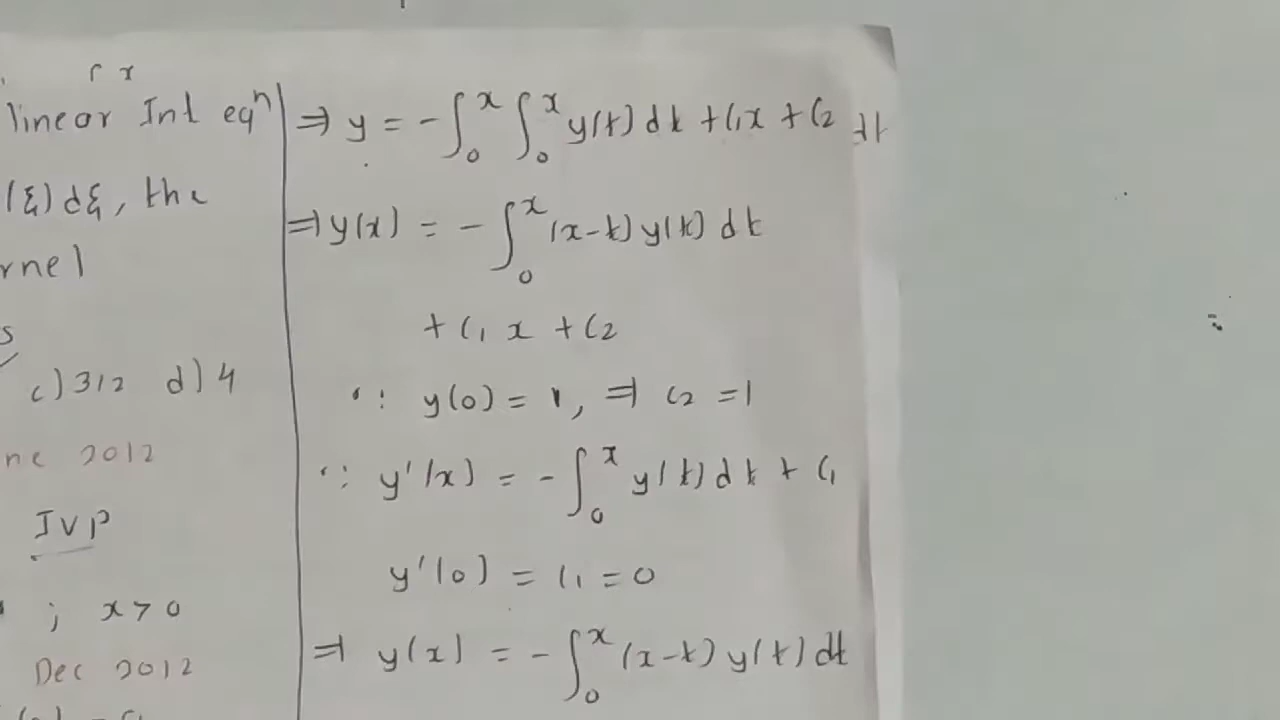 ∫ x
linear Int eqⁿ
(ξ)dξ, the
rnel
s
c) 3/2 d) 4
ne 2012
IVP
; x > 0
Dec 2012
⇒ y = -∫₀ˣ ∫₀ˣ y(t) dt + C₁x + C₂ dt
⇒ y(x) = -∫₀ˣ (x-t) y(t) dt
+ C₁ x + C₂
∵ y(0) = 1, ⇒ C₂ = 1
∵ y'(x) = -∫₀ˣ y(t) dt + C₁
y'(0) = C₁ = 0
⇒ y(x) = -∫₀ˣ (x-t) y(t) dt